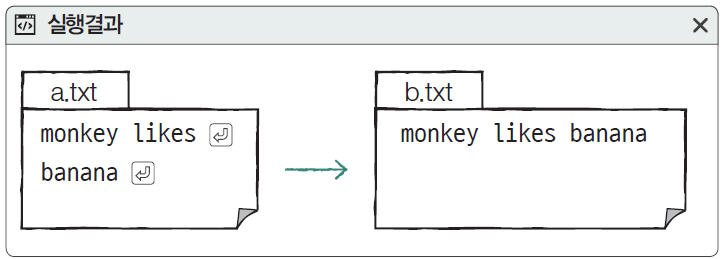 실행결과
a.txt
monkey likes
banana
b.txt
monkey likes banana